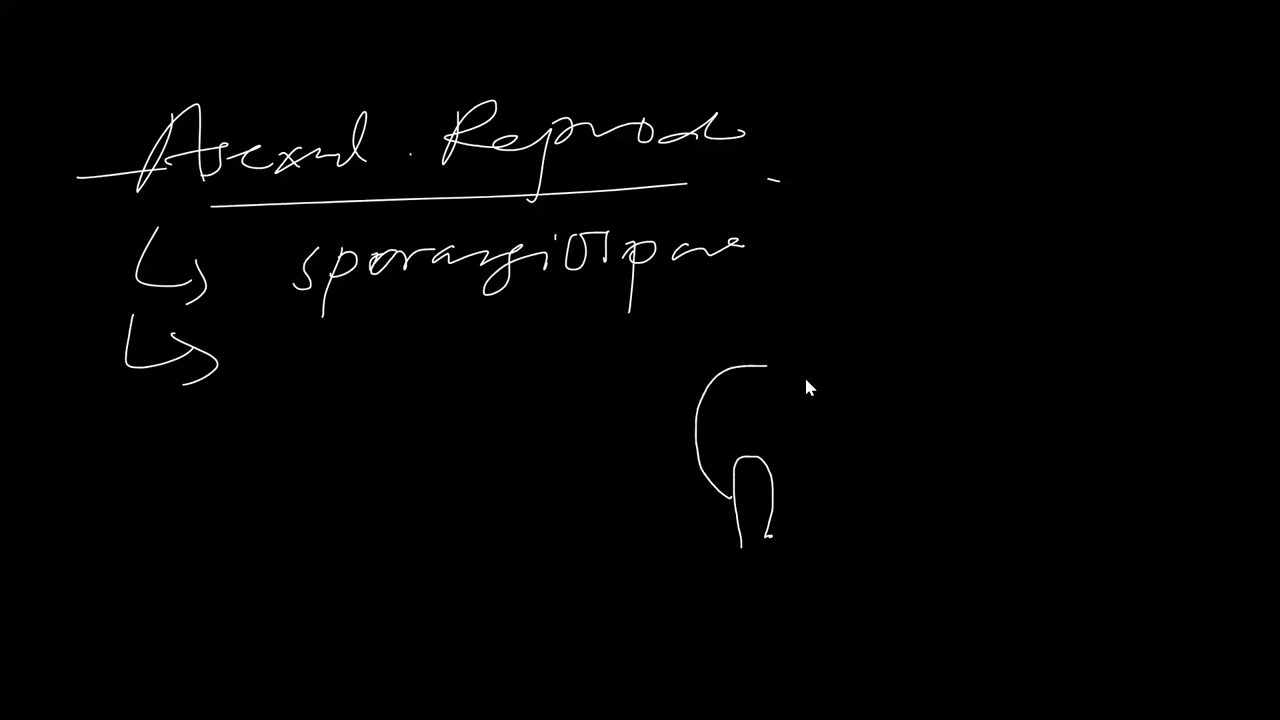 Asexual. Reprod
↳ sporangiospore
↳